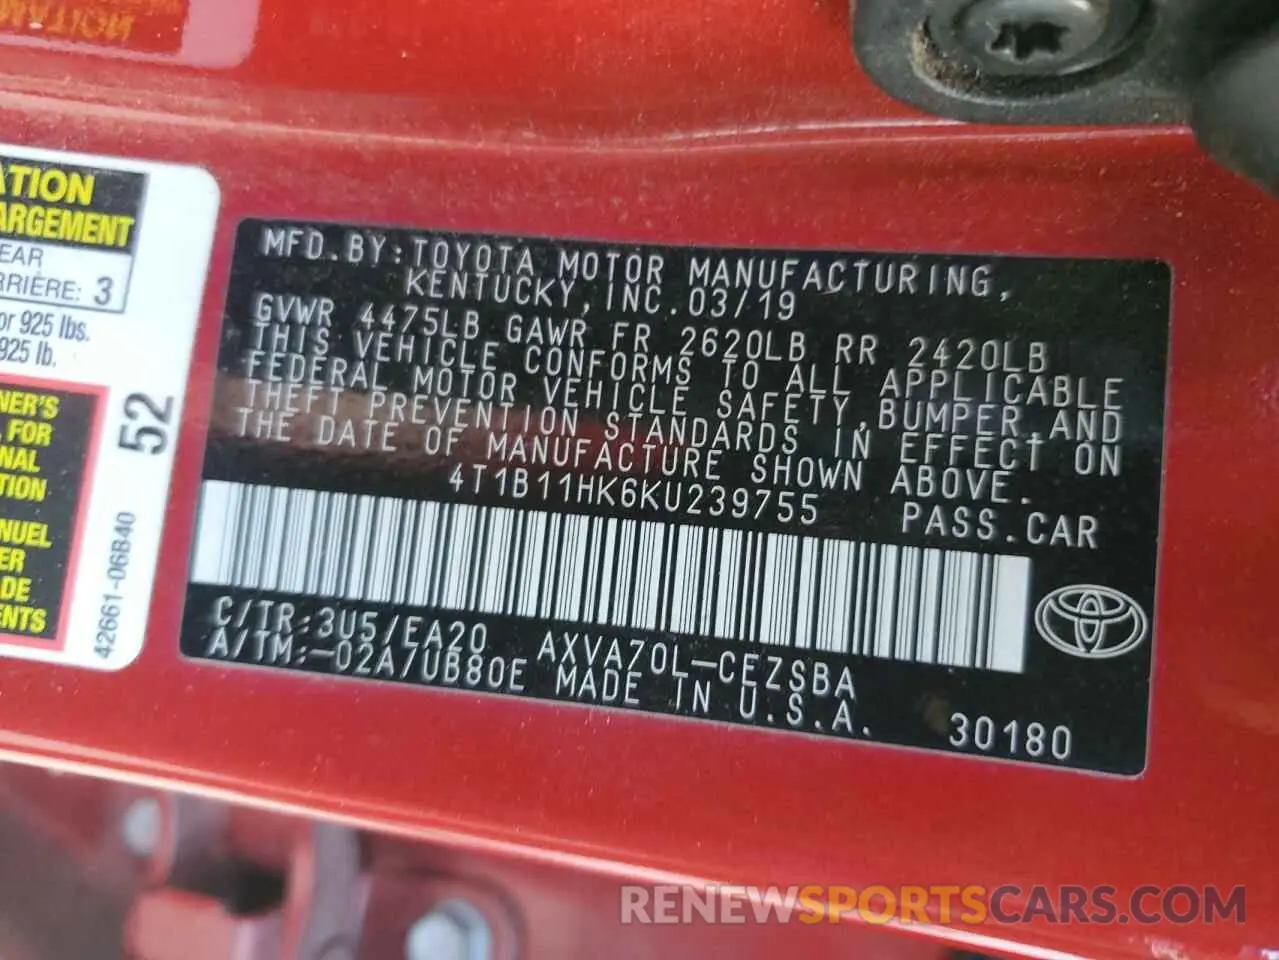 ATION
ARGEMENT
EAR
RRIÈRE: 3
or 925 lbs.
925 lb.
NER'S
FOR
NAL
TION
NUEL
ER
DE
ENTS
52
42661-06B40
MFD.BY:TOYOTA MOTOR MANUFACTURING,
KENTUCKY,INC.03/19
GVWR 4475LB GAWR FR 2620LB RR 2420LB
THIS VEHICLE CONFORMS TO ALL APPLICABLE
FEDERAL MOTOR VEHICLE SAFETY,BUMPER,AND
THEFT PREVENTION STANDARDS IN EFFECT ON
THE DATE OF MANUFACTURE SHOWN ABOVE.
4T1B11HK6KU239755 PASS.CAR
C/TR:3U5/EA20 AXVA70L-CEZSBA
A/TM:-02A/UB80E MADE IN U.S.A. 30180
RENEWSPORTSCARS.COM